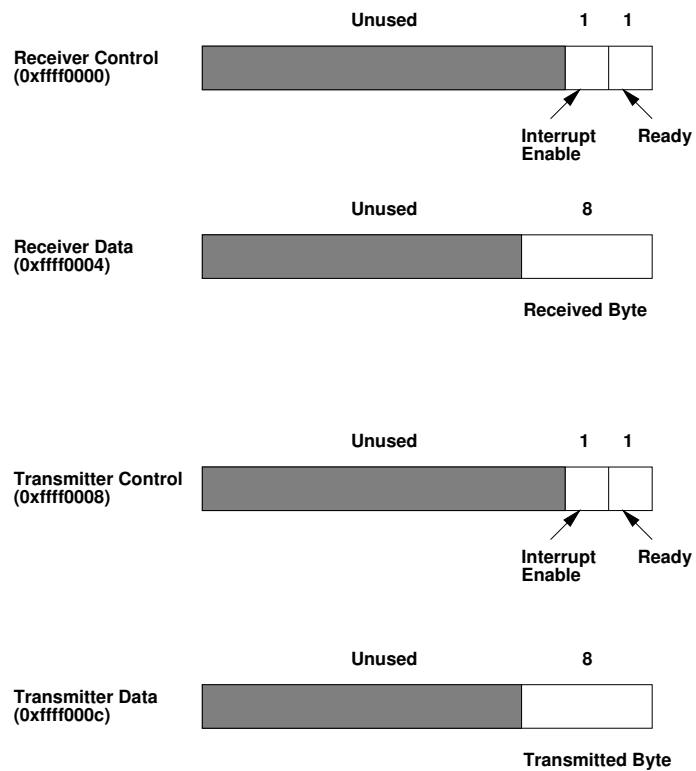 Unused 1 1
Receiver Control
(0xffff0000)
Interrupt Ready
Enable
Unused 8
Receiver Data
(0xffff0004)
Received Byte
Unused 1 1
Transmitter Control
(0xffff0008)
Interrupt Ready
Enable
Unused 8
Transmitter Data
(0xffff000c)
Transmitted Byte